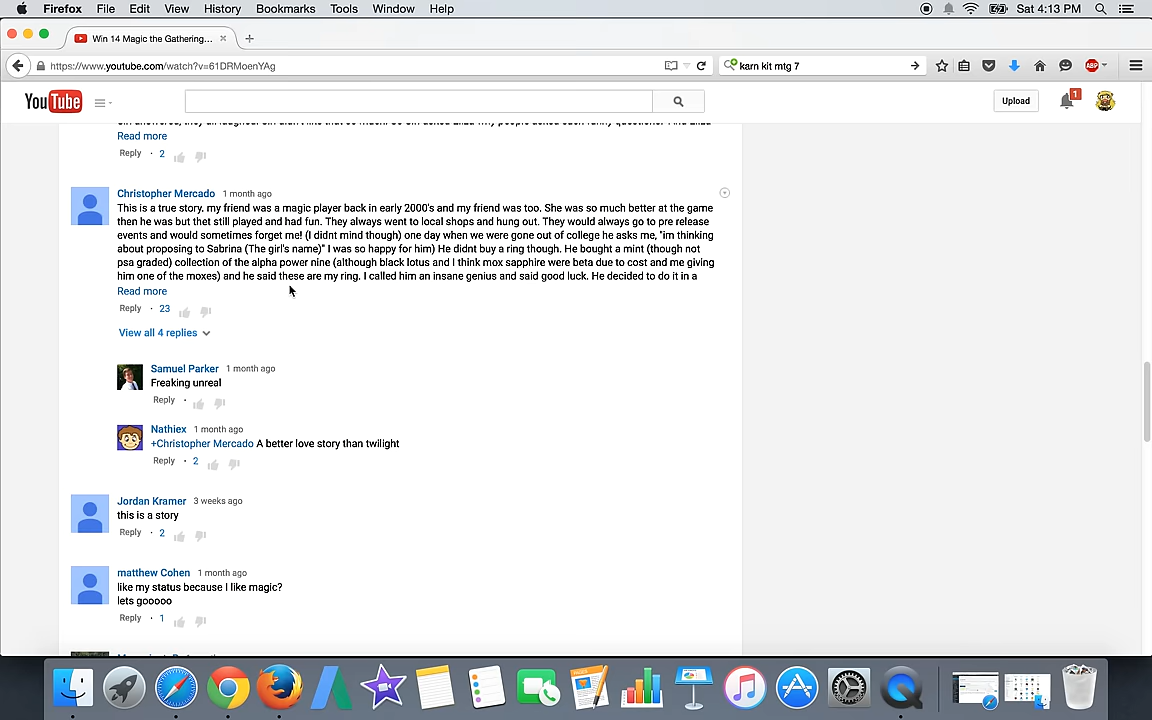 Firefox File Edit View History Bookmarks Tools Window Help Sat 4:13 PM
Win 14 Magic the Gathering...
https://www.youtube.com/watch?v=61DRMoenYAg karn kit mtg 7 ABP
YouTube Upload 1
Read more
Reply · 2
Christopher Mercado 1 month ago
This is a true story. my friend was a magic player back in early 2000's and my friend was too. She was so much better at the game
then he was but thet still played and had fun. They always went to local shops and hung out. They would always go to pre release
events and would sometimes forget me! (I didnt mind though) one day when we were gone out of college he asks me, "im thinking
about proposing to Sabrina (The girl's name)" I was so happy for him) He didnt buy a ring though. He bought a mint (though not
psa graded) collection of the alpha power nine (although black lotus and I think mox sapphire were beta due to cost and me giving
him one of the moxes) and he said these are my ring. I called him an insane genius and said good luck. He decided to do it in a
Read more
Reply · 23
View all 4 replies
Samuel Parker 1 month ago
Freaking unreal
Reply ·
Nathiex 1 month ago
+Christopher Mercado A better love story than twilight
Reply · 2
Jordan Kramer 3 weeks ago
this is a story
Reply · 2
matthew Cohen 1 month ago
like my status because I like magic?
lets gooooo
Reply · 1